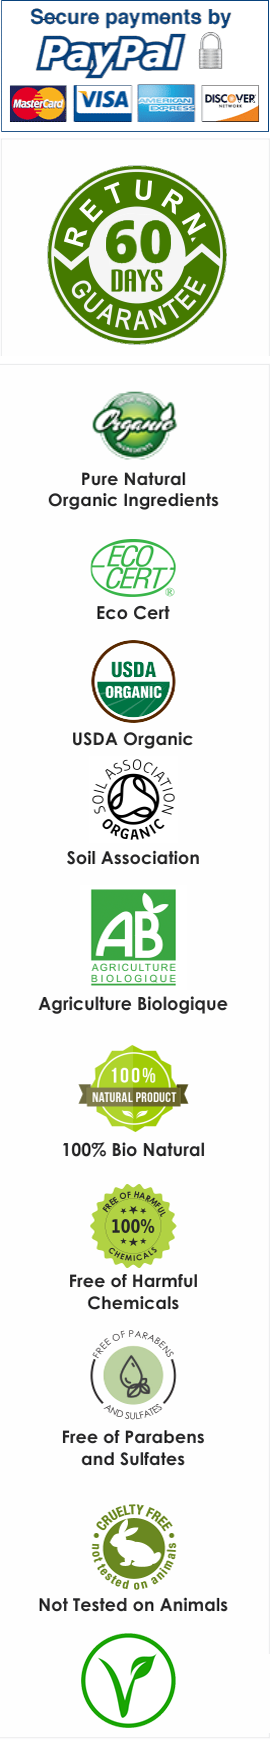 Secure payments by
PayPal
MasterCard
VISA
AMERICAN EXPRESS
DISCOVER
NETWORK
RETURN
60
DAYS
GUARANTEE
Organic
INGREDIENTS
Pure Natural
Organic Ingredients
ECO
CERT
®
Eco Cert
USDA
ORGANIC
USDA Organic
SOIL ASSOCIATION
ORGANIC
Soil Association
AB
AGRICULTURE
BIOLOGIQUE
Agriculture Biologique
100%
NATURAL PRODUCT
100% Bio Natural
FREE OF HARMFUL
100%
CHEMICALS
Free of Harmful
Chemicals
FREE OF PARABENS
AND SULFATES
Free of Parabens
and Sulfates
CRUELTY FREE
not tested on animals
Not Tested on Animals
V